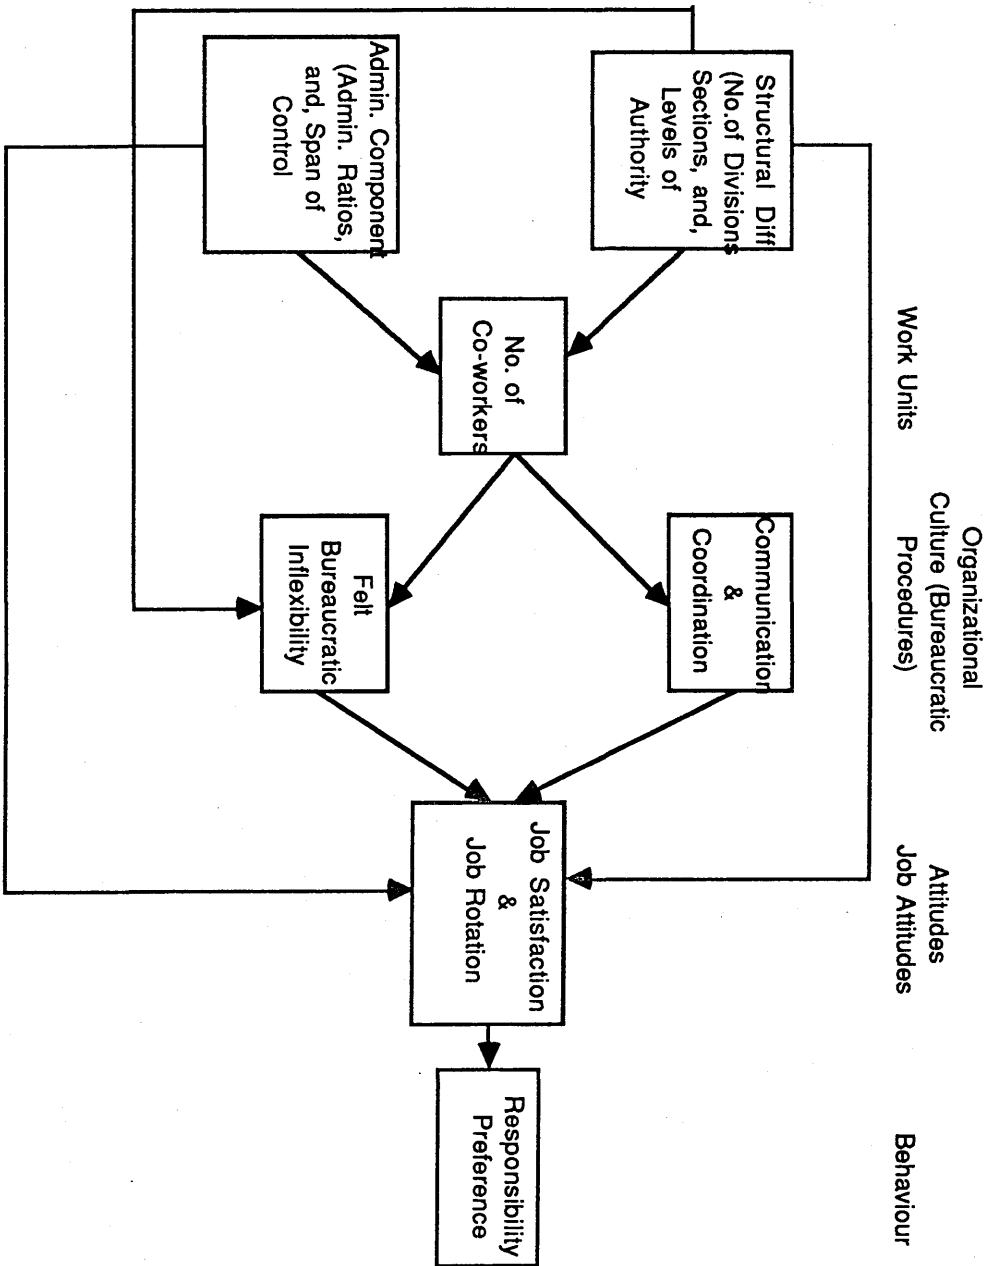 Work Units
Organizational
Culture (Bureaucratic
Procedures)
Attitudes
Job Attitudes
Behaviour
Structural Diff
(No.of Divisions
Sections, and,
Levels of
Authority
Admin. Component
(Admin. Ratios,
and, Span of
Control
No. of
Co-workers
Communication
&
Coordination
Felt
Bureaucratic
Inflexibility
Job Satisfaction
&
Job Rotation
Responsibility
Preference